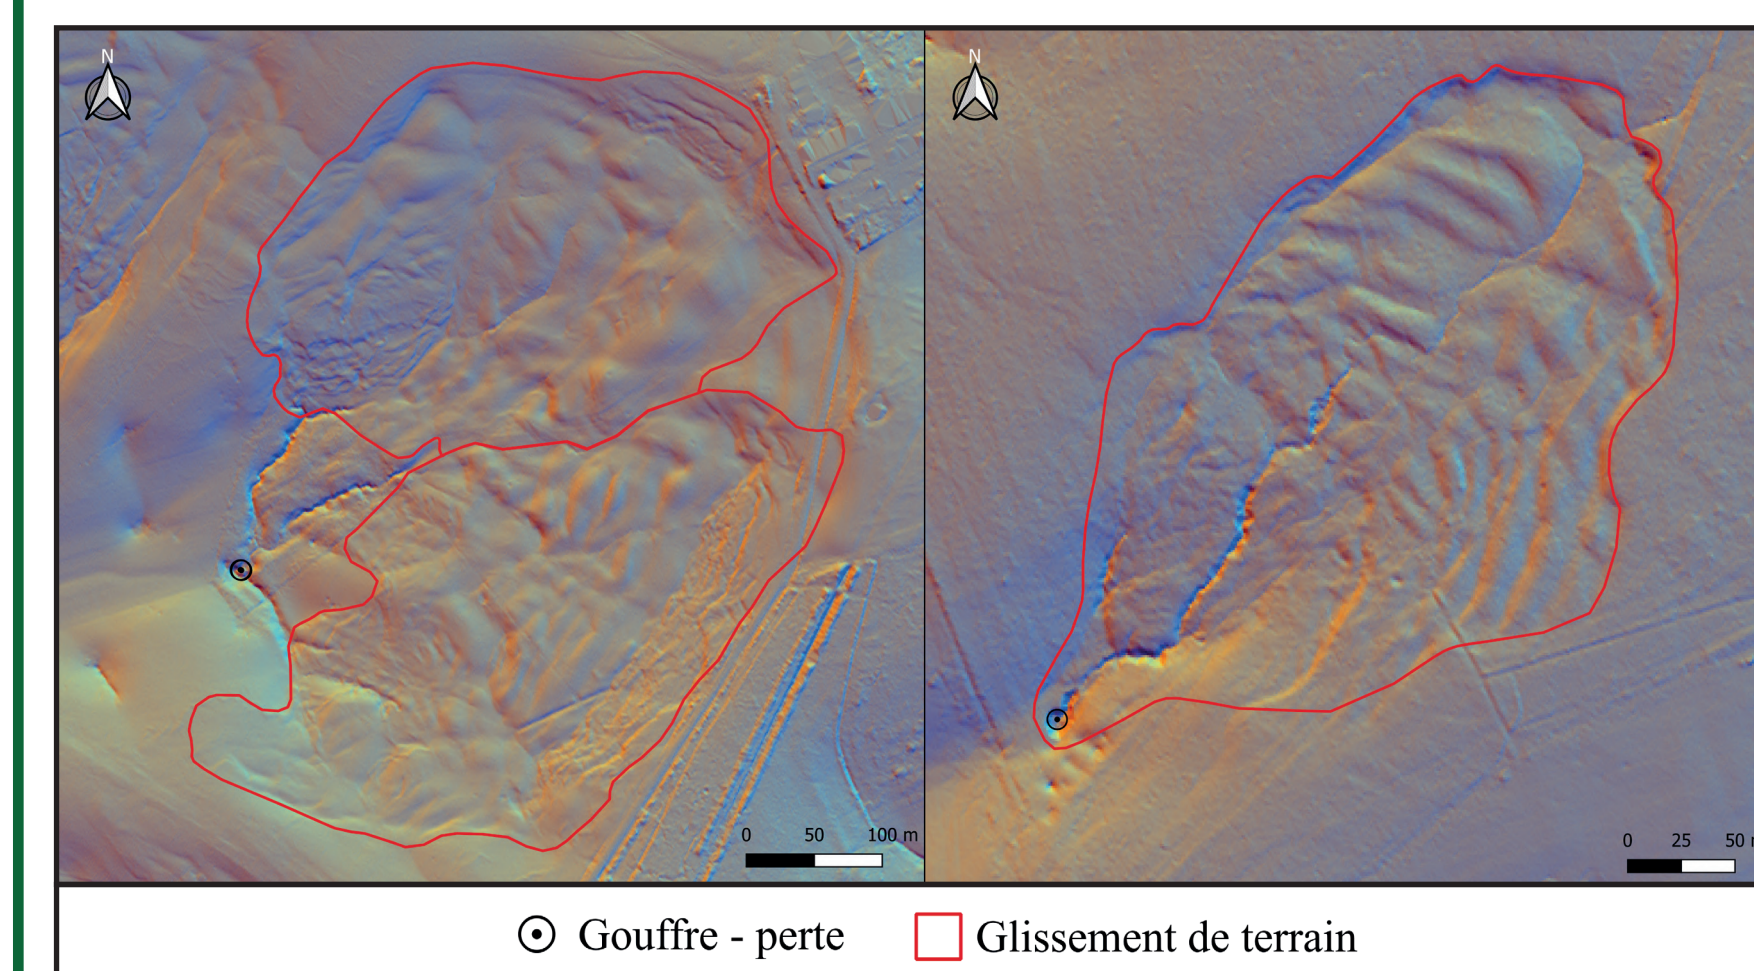 N
N
0 50 100 m
0 25 50 m
Gouffre - perte
Glissement de terrain